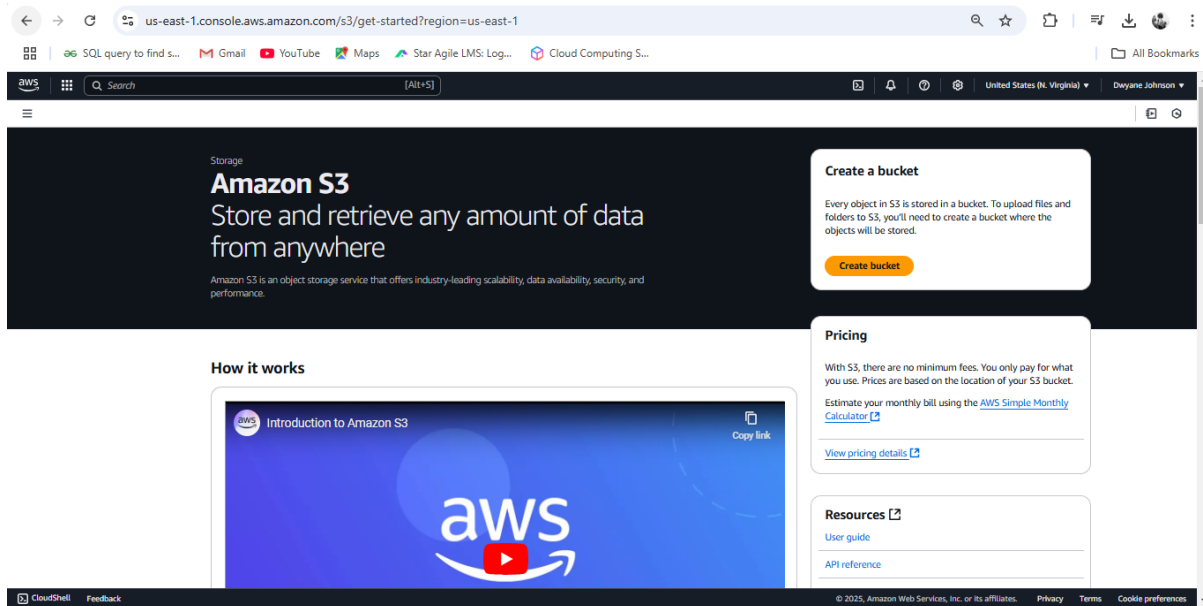 us-east-1.console.aws.amazon.com/s3/get-started?region=us-east-1
SQL query to find s...
Gmail
YouTube
Maps
Star Agile LMS: Log...
Cloud Computing S...
All Bookmarks
aws
Search
[Alt+S]
United States (N. Virginia)
Dwyane Johnson
Storage
Amazon S3
Store and retrieve any amount of data
from anywhere
Amazon S3 is an object storage service that offers industry-leading scalability, data availability, security, and
performance.
Create a bucket
Every object in S3 is stored in a bucket. To upload files and
folders to S3, you'll need to create a bucket where the
objects will be stored.
Create bucket
Pricing
With S3, there are no minimum fees. You only pay for what
you use. Prices are based on the location of your S3 bucket.
Estimate your monthly bill using the AWS Simple Monthly
Calculator
View pricing details
How it works
aws
Introduction to Amazon S3
Copy link
aws
Resources
User guide
API reference
CloudShell
Feedback
© 2025, Amazon Web Services, Inc. or its affiliates.
Privacy
Terms
Cookie preferences